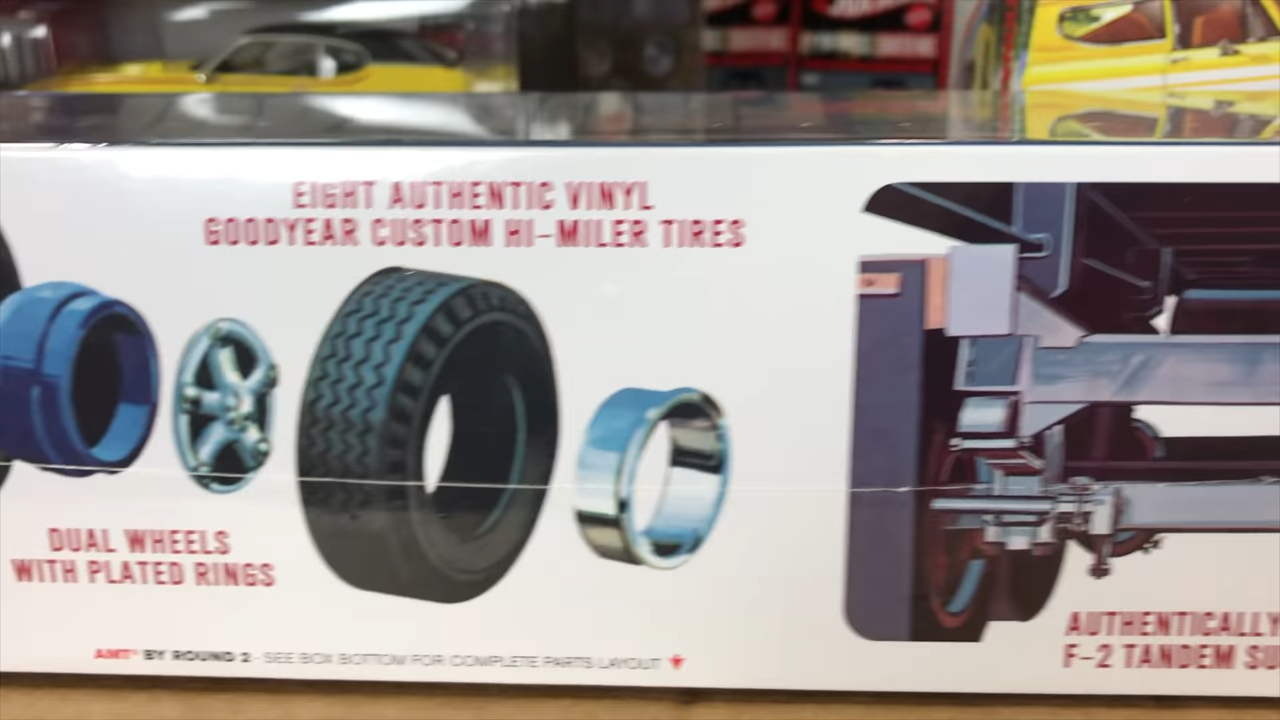 EIGHT AUTHENTIC VINYL
GOODYEAR CUSTOM HI-MILER TIRES
DUAL WHEELS
WITH PLATED RINGS
AMT® BY ROUND 2 - SEE BOX BOTTOM FOR COMPLETE PARTS LAYOUT
AUTHENTICALLY
F-2 TANDEM SU